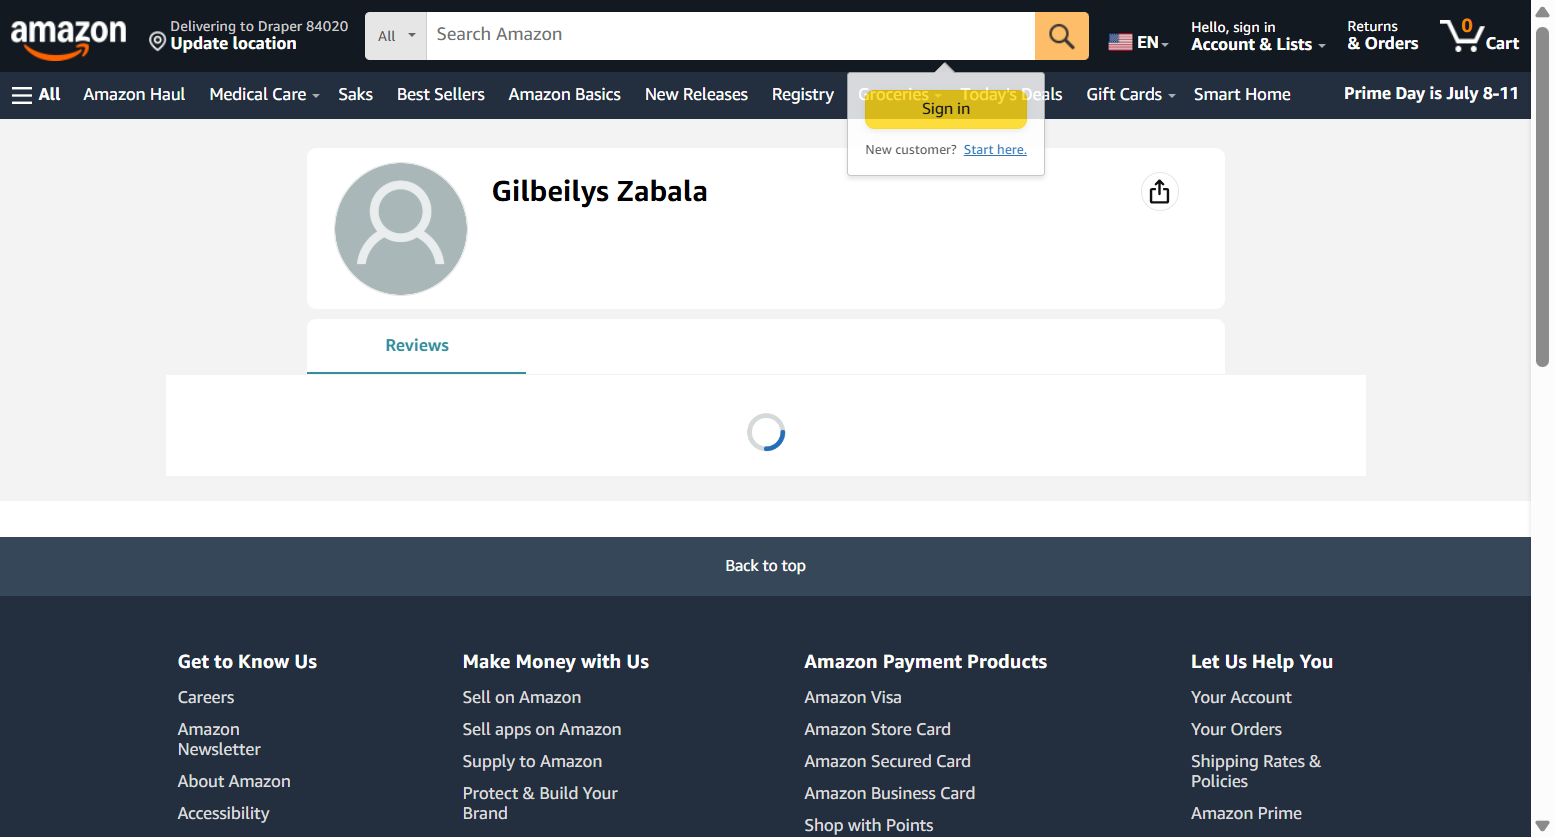 amazon
Delivering to Draper 84020
Update location
All
Search Amazon
EN
Hello, sign in
Account & Lists
Returns
& Orders
0
Cart
All
Amazon Haul
Medical Care
Saks
Best Sellers
Amazon Basics
New Releases
Registry
Groceries
Today's Deals
Gift Cards
Smart Home
Prime Day is July 8-11
Sign in
New customer? Start here.
Gilbeilys Zabala
Reviews
Back to top
Get to Know Us
Careers
Amazon
Newsletter
About Amazon
Accessibility
Make Money with Us
Sell on Amazon
Sell apps on Amazon
Supply to Amazon
Protect & Build Your
Brand
Amazon Payment Products
Amazon Visa
Amazon Store Card
Amazon Secured Card
Amazon Business Card
Shop with Points
Let Us Help You
Your Account
Your Orders
Shipping Rates &
Policies
Amazon Prime